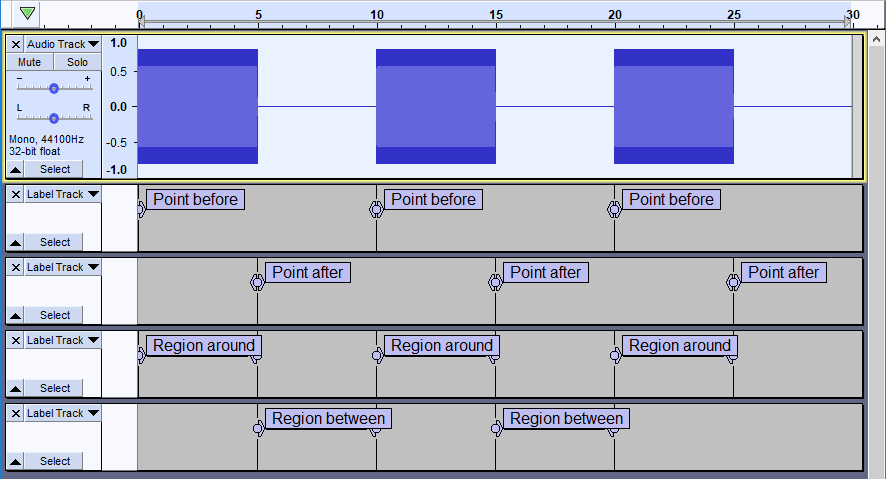 0 5 10 15 20 25 30
Audio Track
Mute Solo
- +
L R
Mono, 44100Hz
32-bit float
Select
1.0
0.5
0.0
-0.5
-1.0
Label Track
Select
Point before Point before Point before
Label Track
Select
Point after Point after Point after
Label Track
Select
Region around Region around Region around
Label Track
Select
Region between Region between